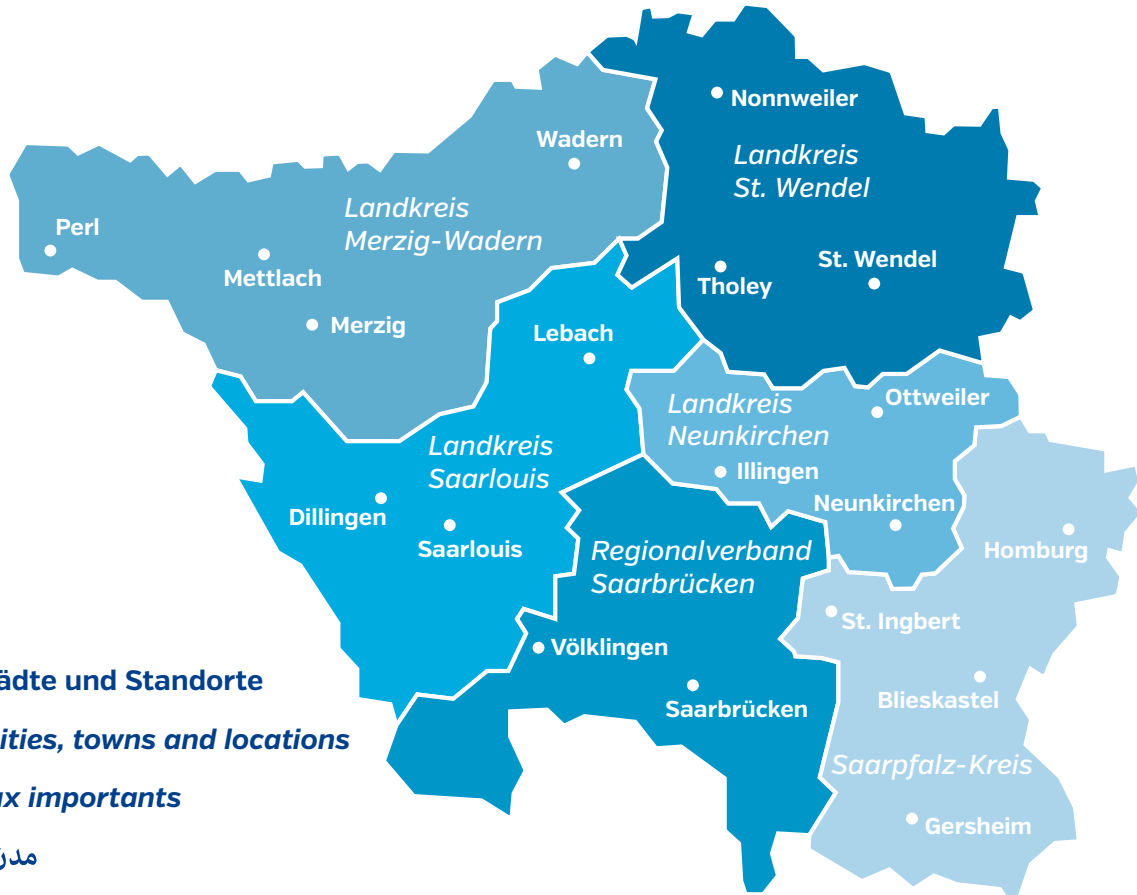 Nonnweiler
Wadern
Landkreis
St. Wendel
Landkreis
Merzig-Wadern
Perl
Mettlach
St. Wendel
Tholey
Merzig
Lebach
Landkreis
Neunkirchen
Ottweiler
Landkreis
Saarlouis
Illingen
Dillingen
Neunkirchen
Saarlouis
Regionalverband
Saarbrücken
Homburg
St. Ingbert
Völklingen
Blieskastel
Saarbrücken
Saarpfalz-Kreis
Gersheim
ädte und Standorte
ities, towns and locations
ux importants
مدن